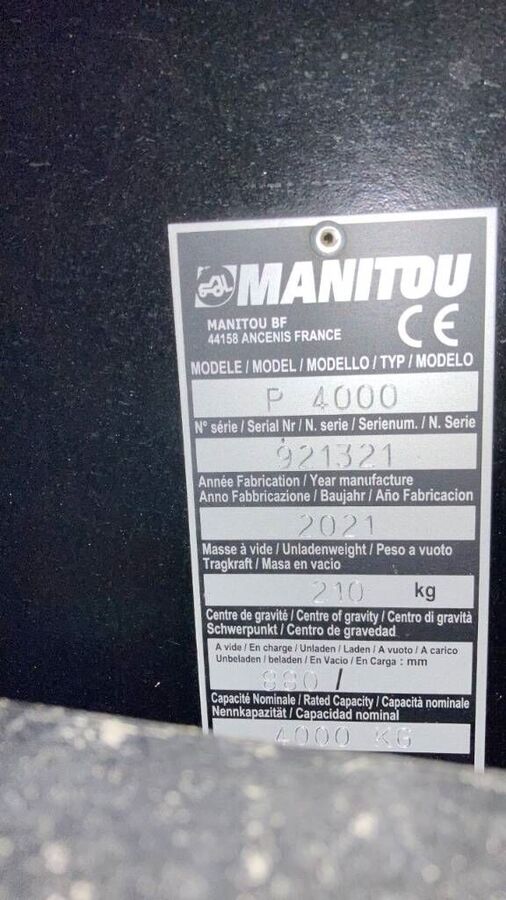 MANITOU
MANITOU BF
44158 ANCENIS FRANCE
CE
MODELE / MODEL / MODELLO / TYP / MODELO
P 4000
N° série / Serial Nr / N. serie / Serienum. / N. Serie
921321
Année Fabrication / Year manufacture
Anno Fabbricazione / Baujahr / Año Fabricacion
2021
Masse à vide / Unladenweight / Peso a vuoto
Tragkraft / Masa en vacio
210 kg
Centre de gravité / Centre of gravity / Centro di gravità
Schwerpunkt / Centro de gravedad
A vide / En charge / Unladen / Laden / A vuoto / A carico
Unbeladen / beladen / En Vacio / En Carga : mm
880 /
Capacité Nominale / Rated Capacity / Capacità nominale
Nennkapazität / Capacidad nominal
4000 KG